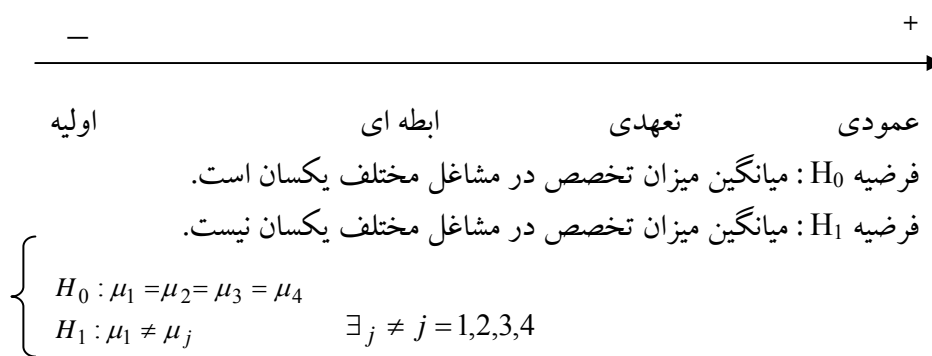 + —
عمودی تعهدی ابطه ای اولیه
فرضیه H₀ : میانگین میزان تخصص در مشاغل مختلف یکسان است.
فرضیه H₁ : میانگین میزان تخصص در مشاغل مختلف یکسان نیست.
H₀ : μ₁ = μ₂ = μ₃ = μ₄
H₁ : μ₁ ≠ μⱼ ∃ⱼ ≠ j = 1,2,3,4